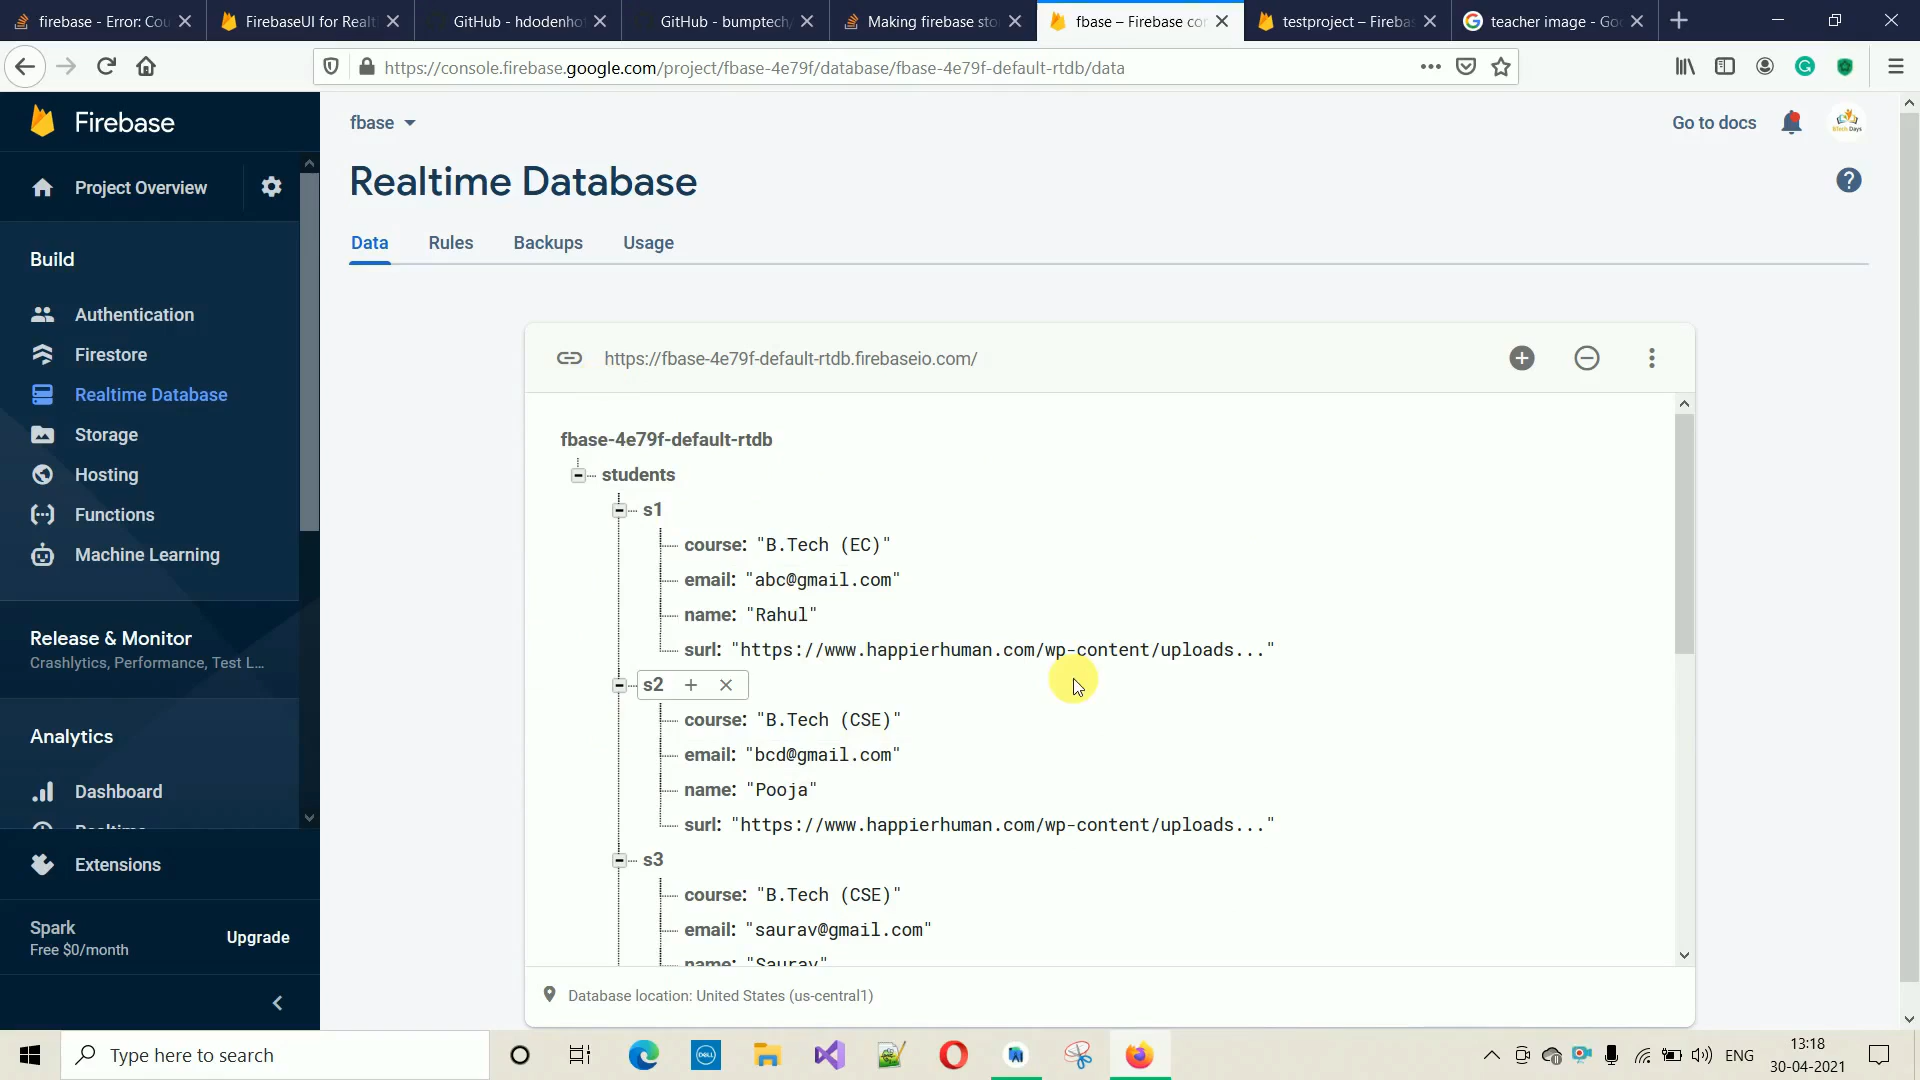 firebase - Error: Cou
FirebaseUI for Realt
GitHub - hdodenho
GitHub - bumptech/
Making firebase sto
fbase – Firebase co
testproject – Fireba
teacher image - Go
https://console.firebase.google.com/project/fbase-4e79f/database/fbase-4e79f-default-rtdb/data
Firebase
fbase
Go to docs
Project Overview
Realtime Database
Data
Rules
Backups
Usage
Build
Authentication
Firestore
Realtime Database
Storage
Hosting
Functions
Machine Learning
Release & Monitor
Crashlytics, Performance, Test L...
Analytics
Dashboard
Realtime
Extensions
Spark
Free $0/month
Upgrade
https://fbase-4e79f-default-rtdb.firebaseio.com/
fbase-4e79f-default-rtdb
students
s1
course: "B.Tech (EC)"
email: "abc@gmail.com"
name: "Rahul"
surl: "https://www.happierhuman.com/wp-content/uploads..."
s2
course: "B.Tech (CSE)"
email: "bcd@gmail.com"
name: "Pooja"
surl: "https://www.happierhuman.com/wp-content/uploads..."
s3
course: "B.Tech (CSE)"
email: "saurav@gmail.com"
name: "Saurav"
Database location: United States (us-central1)
Type here to search
DELL
ENG
13:18
30-04-2021